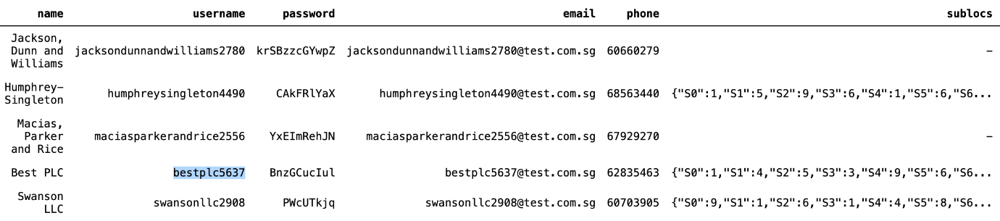 name username password email phone sublocs
Jackson,
Dunn and jacksondunnandwilliams2780 krSBzzcGYwpZ jacksondunnandwilliams2780@test.com.sg 60660279 –
Williams
Humphrey–
Singleton humphreysingleton4490 CAkFRlYaX humphreysingleton4490@test.com.sg 68563440 {"S0":1,"S1":5,"S2":9,"S3":6,"S4":1,"S5":6,"S6...
Macias,
Parker maciasparkerandrice2556 YxEImRehJN maciasparkerandrice2556@test.com.sg 67929270 –
and Rice
Best PLC bestplc5637 BnzGCucIul bestplc5637@test.com.sg 62835463 {"S0":1,"S1":4,"S2":5,"S3":3,"S4":9,"S5":6,"S6...
Swanson
LLC swansonllc2908 PWcUTkjq swansonllc2908@test.com.sg 60703905 {"S0":9,"S1":1,"S2":6,"S3":1,"S4":4,"S5":8,"S6...